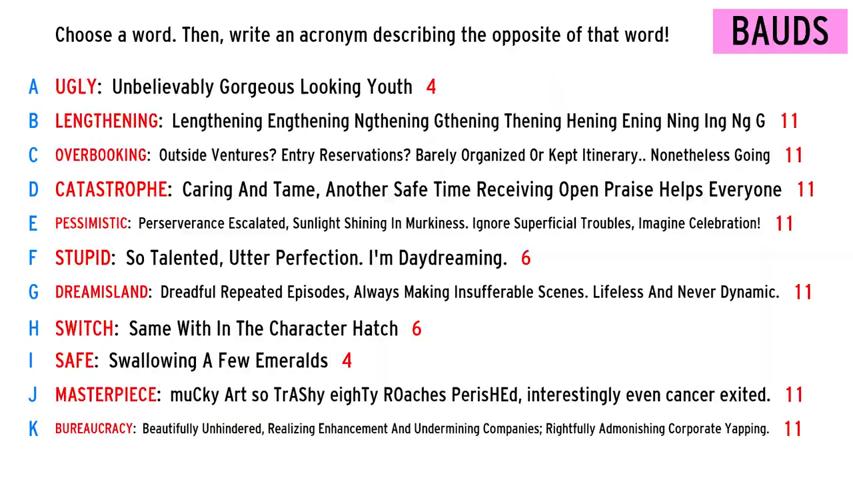 Choose a word. Then, write an acronym describing the opposite of that word!
BAUDS
A UGLY: Unbelievably Gorgeous Looking Youth 4
B LENGTHENING: Lengthening Engthening Ngthening Gthening Thening Hening Ening Ning Ing Ng G 11
C OVERBOOKING: Outside Ventures? Entry Reservations? Barely Organized Or Kept Itinerary.. Nonetheless Going 11
D CATASTROPHE: Caring And Tame, Another Safe Time Receiving Open Praise Helps Everyone 11
E PESSIMISTIC: Perserverance Escalated, Sunlight Shining In Murkiness. Ignore Superficial Troubles, Imagine Celebration! 11
F STUPID: So Talented, Utter Perfection. I'm Daydreaming. 6
G DREAMISLAND: Dreadful Repeated Episodes, Always Making Insufferable Scenes. Lifeless And Never Dynamic. 11
H SWITCH: Same With In The Character Hatch 6
I SAFE: Swallowing A Few Emeralds 4
J MASTERPIECE: muCky Art so TrAShy eighTy ROaches PerisHEd, interestingly even cancer exited. 11
K BUREAUCRACY: Beautifully Unhindered, Realizing Enhancement And Undermining Companies; Rightfully Admonishing Corporate Yapping. 11